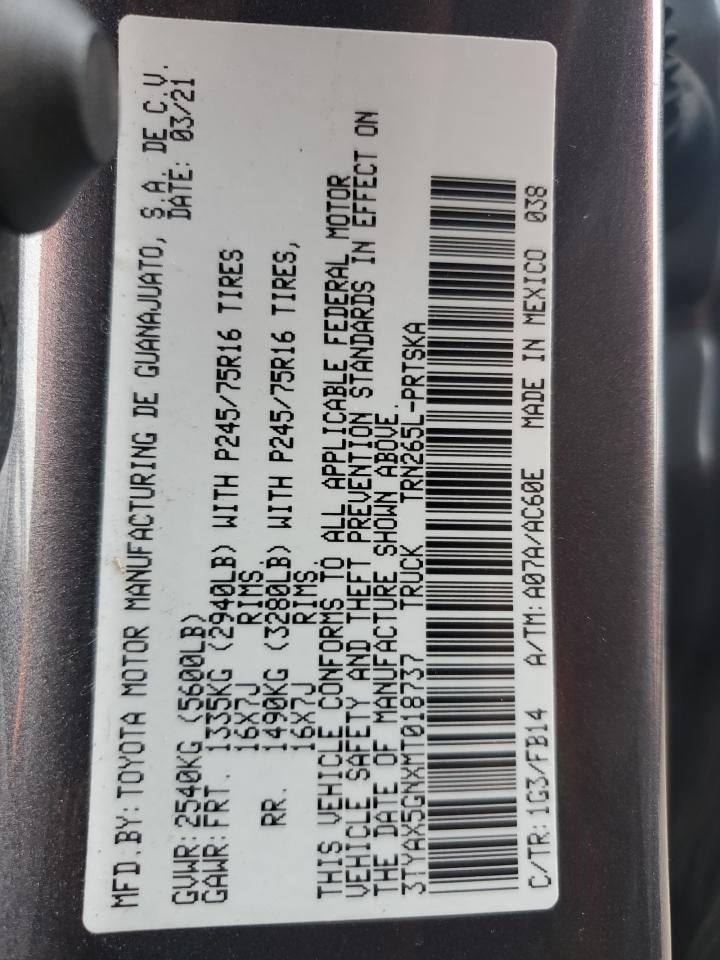 MFD.BY:TOYOTA MOTOR MANUFACTURING DE GUANAJUATO, S.A. DE C.V.
DATE: 03/21
GVWR:2540KG (5600LB)
GAWR:FRT. 1335KG (2940LB) WITH P245/75R16 TIRES
16X7J RIMS.
RR. 1490KG (3280LB) WITH P245/75R16 TIRES,
16X7J RIMS.
THIS VEHICLE CONFORMS TO ALL APPLICABLE FEDERAL MOTOR
VEHICLE SAFETY AND THEFT PREVENTION STANDARDS IN EFFECT ON
THE DATE OF MANUFACTURE SHOWN ABOVE.
3TYAX5GNXMT018737 TRUCK TRN265L-PRTSKA
C/TR:1G3/FB14 A/TM:A07A/AC60E MADE IN MEXICO 038